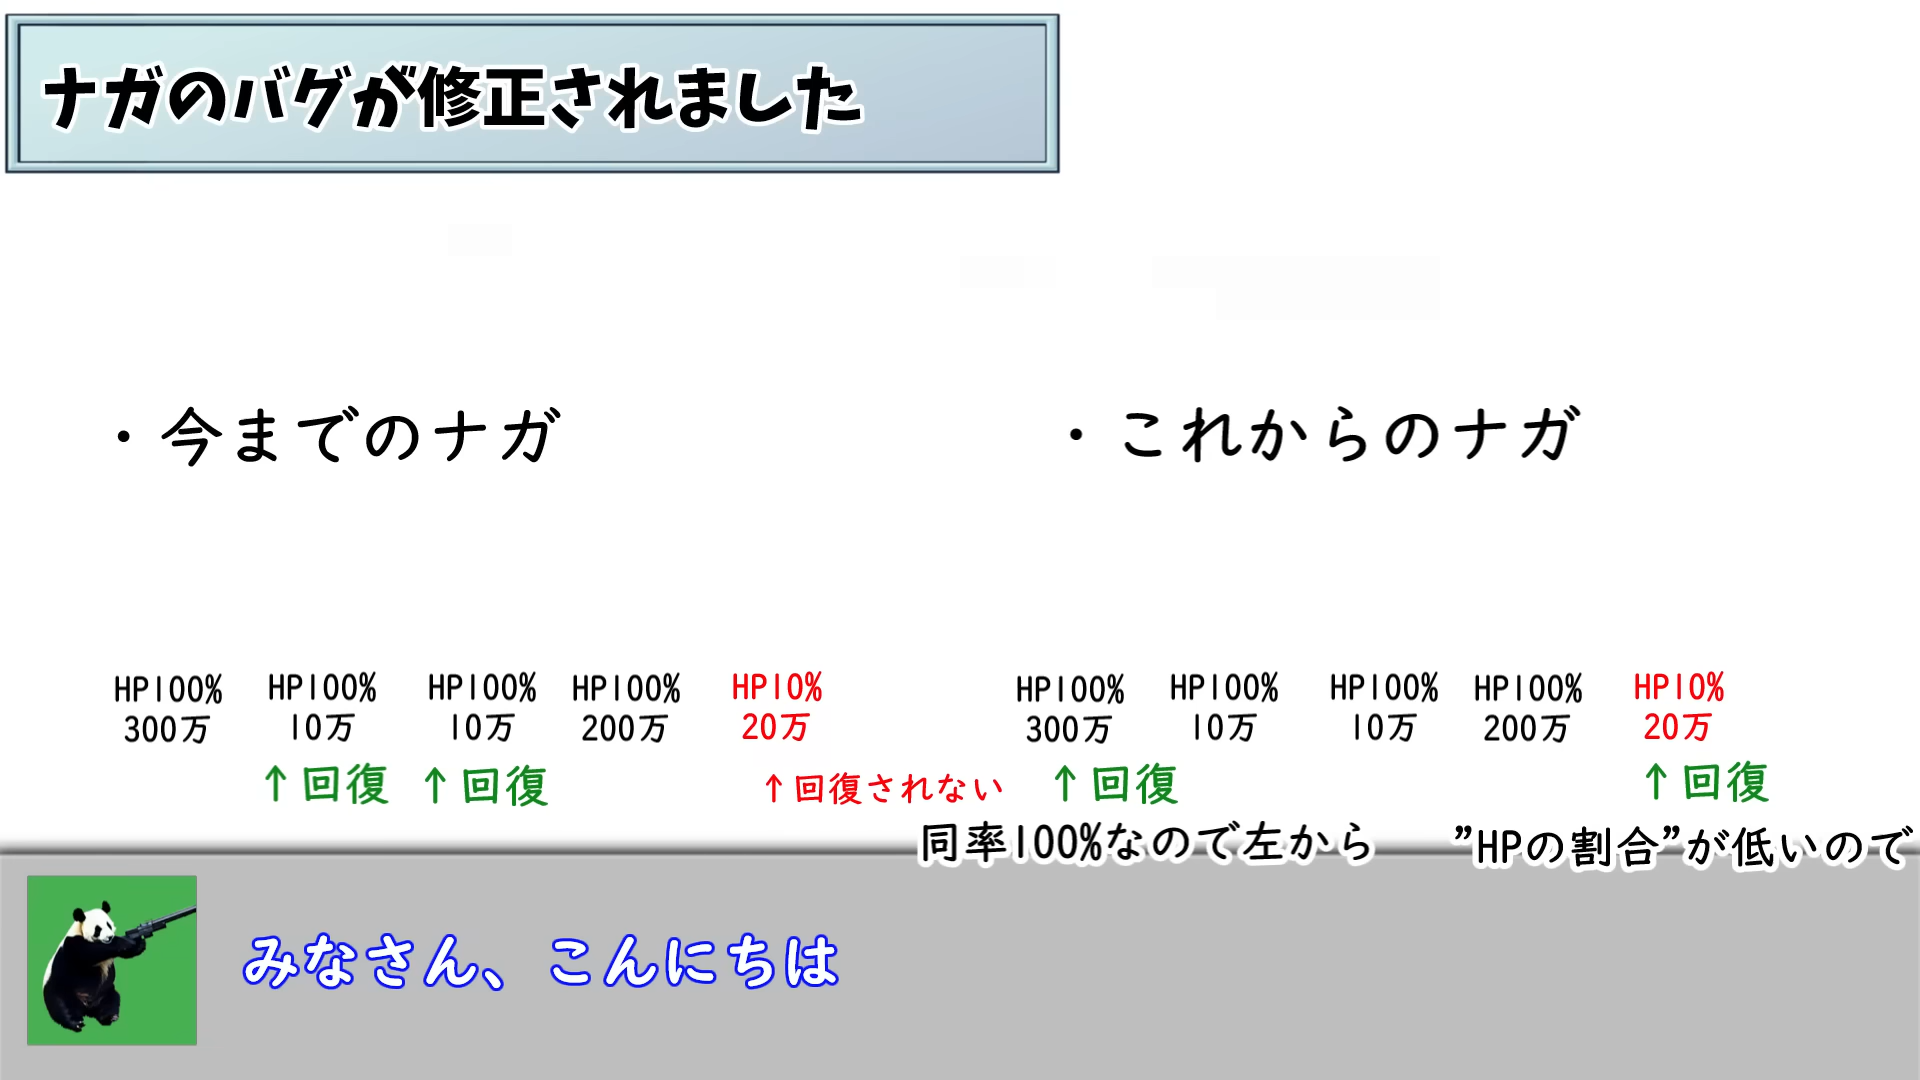 ナガのバグが修正されました
・今までのナガ
HP100% HP100% HP100% HP100% HP10%
300万 10万 10万 200万 20万
↑回復 ↑回復 ↑回復されない
・これからのナガ
HP100% HP100% HP100% HP100% HP10%
300万 10万 10万 200万 20万
↑回復 ↑回復
同率100%なので左から ”HPの割合”が低いので
みなさん、こんにちは